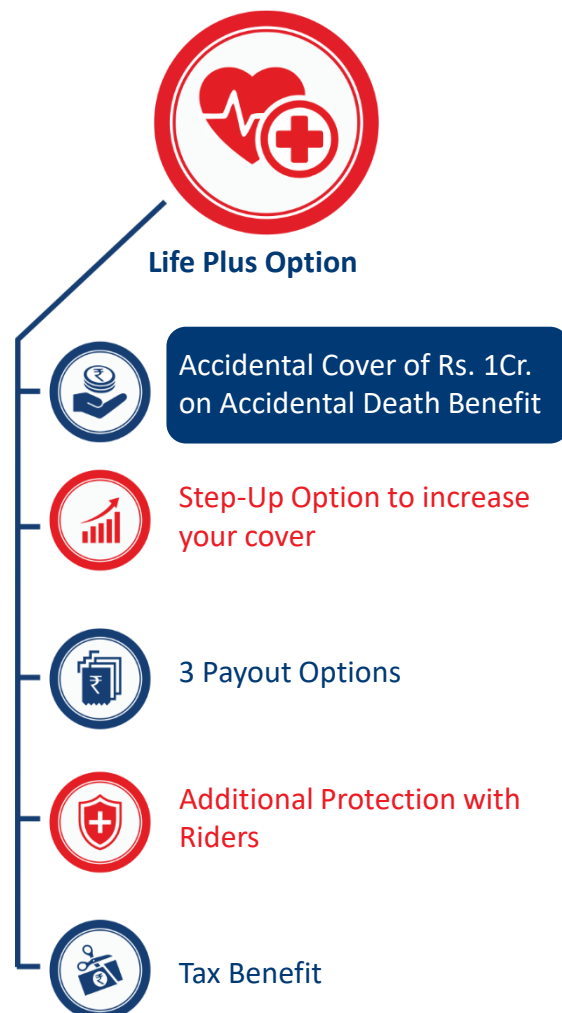 Life Plus Option
₹
Accidental Cover of Rs. 1Cr.
on Accidental Death Benefit
Step-Up Option to increase
your cover
₹
3 Payout Options
Additional Protection with
Riders
₹
Tax Benefit